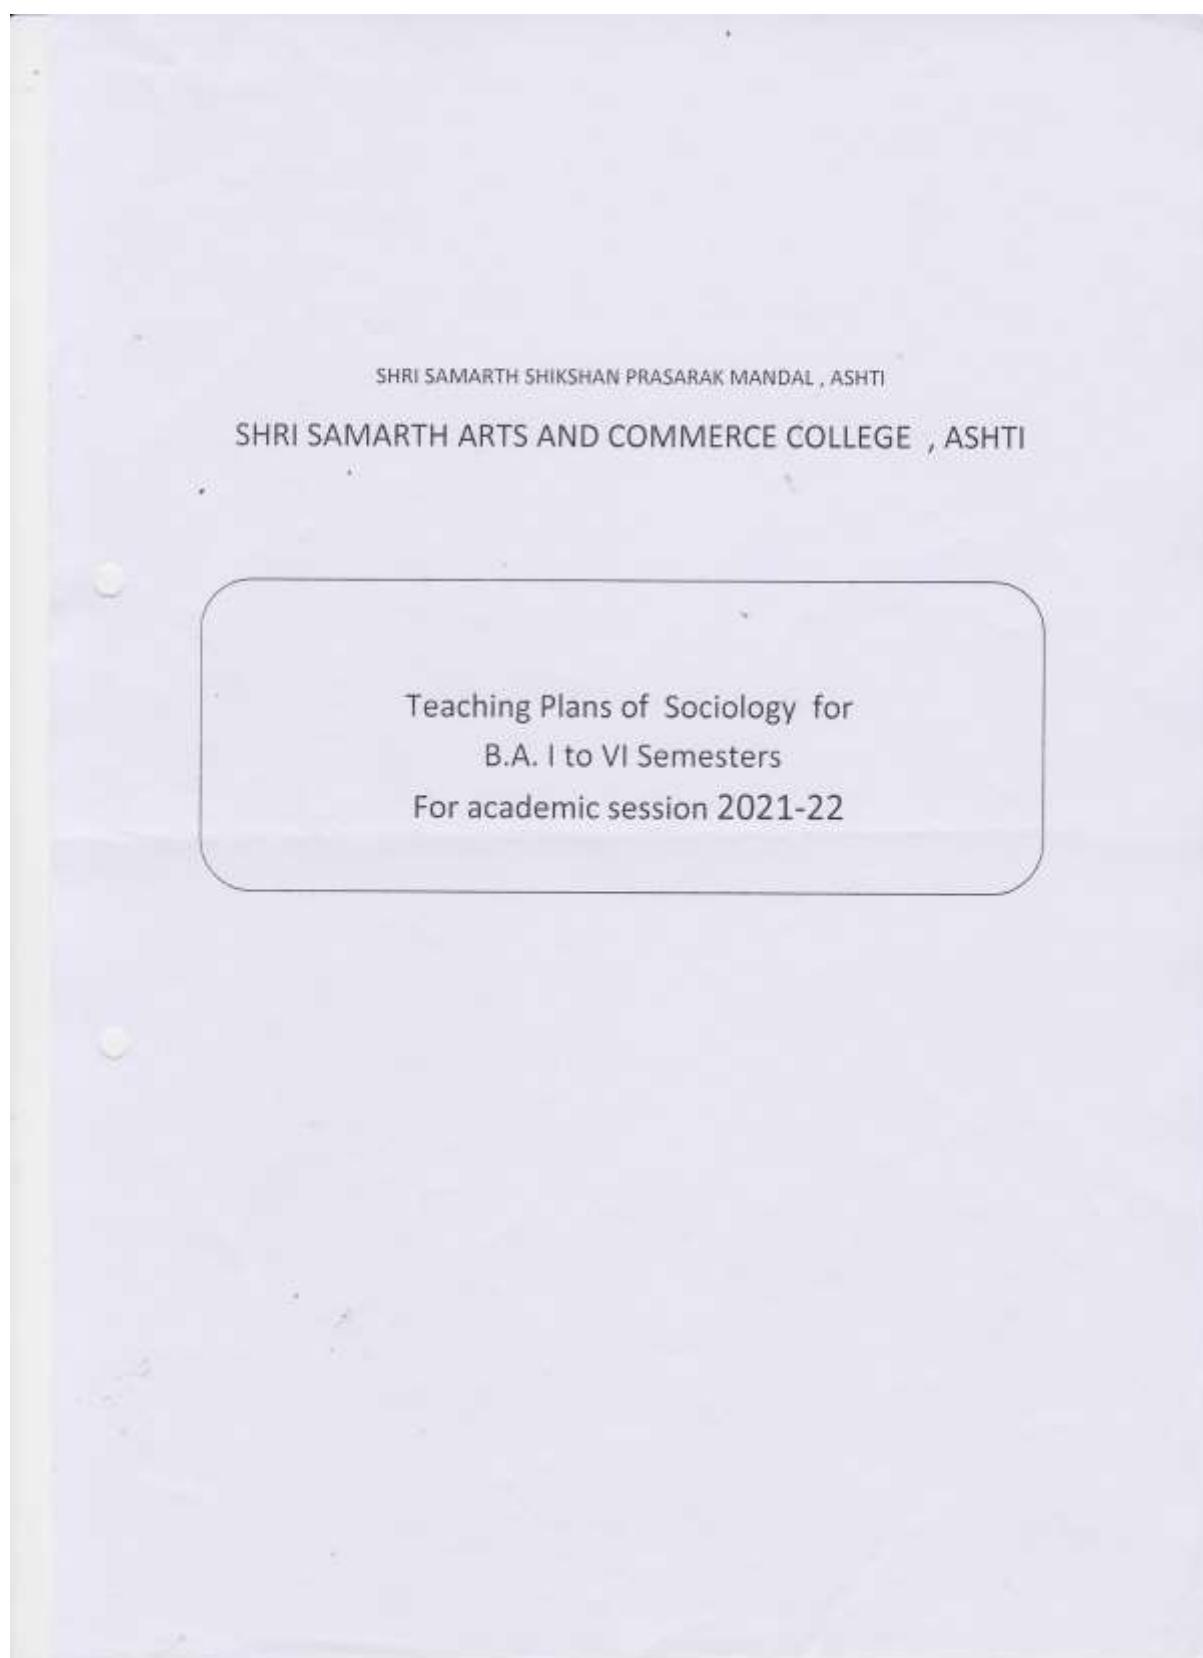 SHRI SAMARTH SHIKSHAN PRASARAK MANDAL , ASHTI
SHRI SAMARTH ARTS AND COMMERCE COLLEGE , ASHTI
Teaching Plans of Sociology for
B.A. I to VI Semesters
For academic session 2021-22